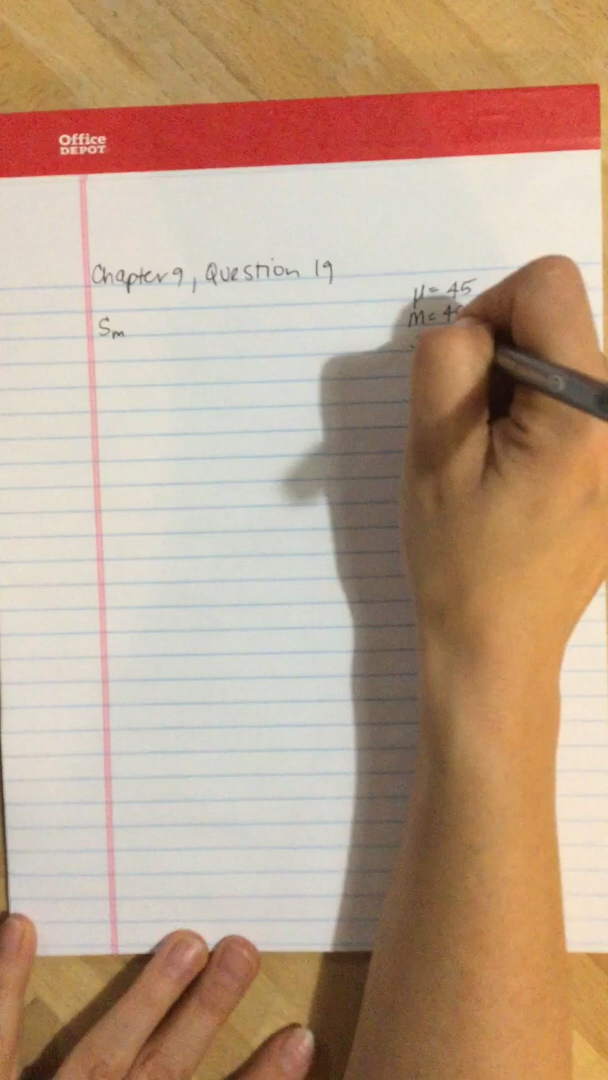 Office
DEPOT
Chapter 9, Question 19
μ = 45
Sm
M =